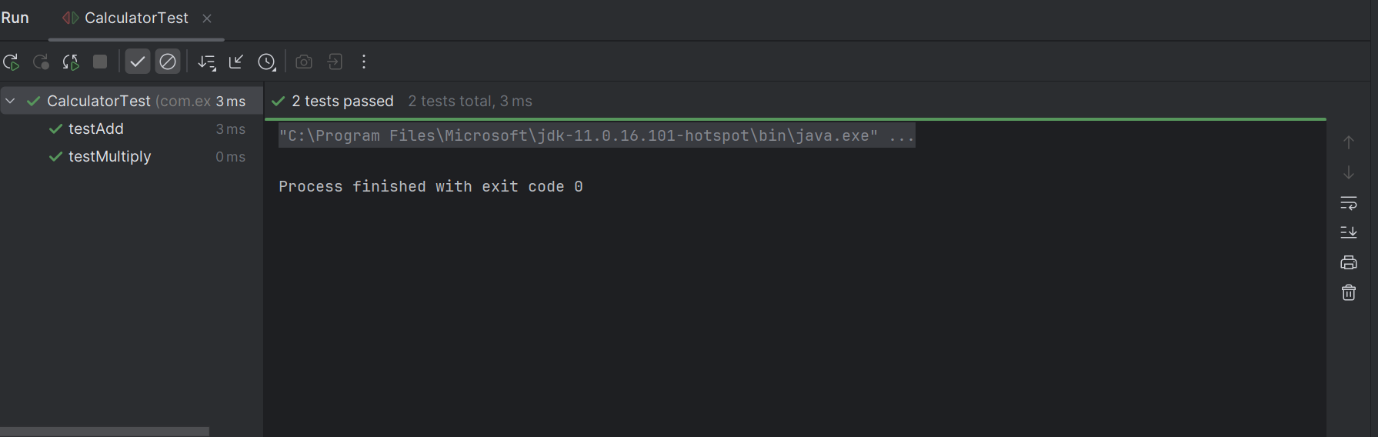 Run CalculatorTest
CalculatorTest (com.ex 3 ms
testAdd 3 ms
testMultiply 0 ms
2 tests passed 2 tests total, 3 ms
"C:\Program Files\Microsoft\jdk-11.0.16.101-hotspot\bin\java.exe" ...
Process finished with exit code 0